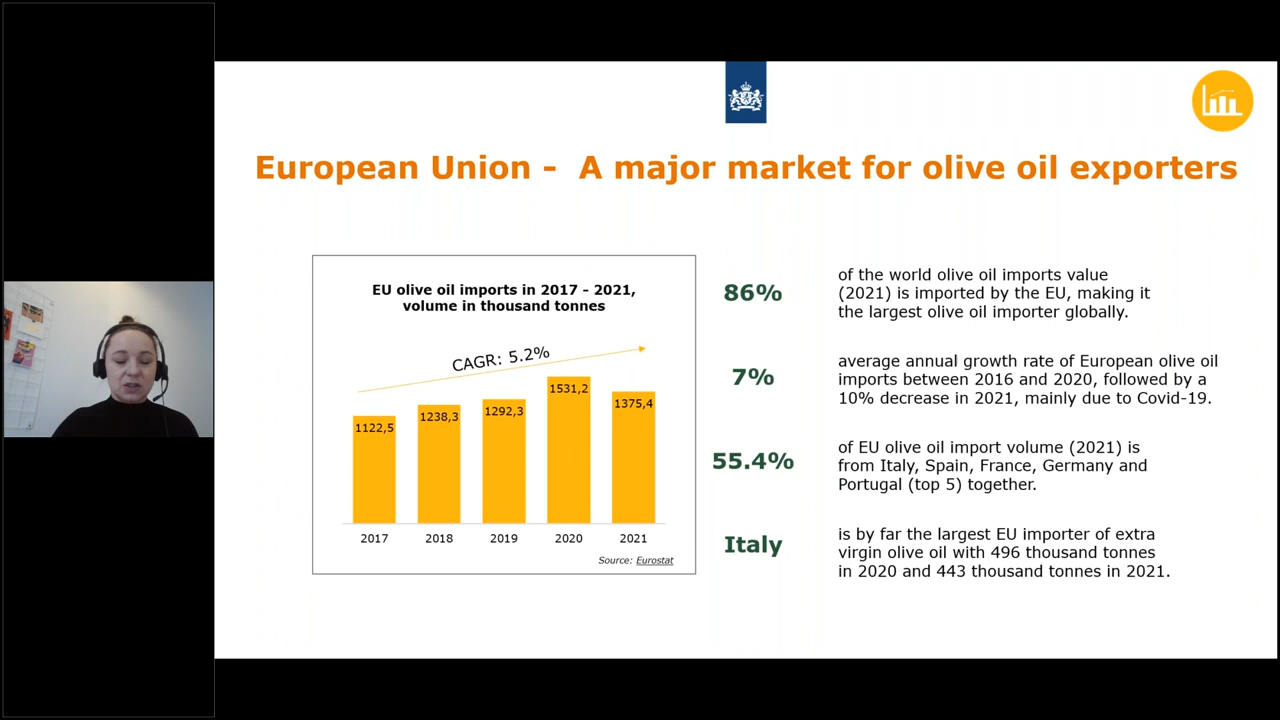 European Union - A major market for olive oil exporters
EU olive oil imports in 2017 - 2021,
volume in thousand tonnes
CAGR: 5.2%
1122,5
1238,3
1292,3
1531,2
1375,4
2017
2018
2019
2020
2021
Source: Eurostat
86%
of the world olive oil imports value
(2021) is imported by the EU, making it
the largest olive oil importer globally.
7%
average annual growth rate of European olive oil
imports between 2016 and 2020, followed by a
10% decrease in 2021, mainly due to Covid-19.
55.4%
of EU olive oil import volume (2021) is
from Italy, Spain, France, Germany and
Portugal (top 5) together.
Italy
is by far the largest EU importer of extra
virgin olive oil with 496 thousand tonnes
in 2020 and 443 thousand tonnes in 2021.